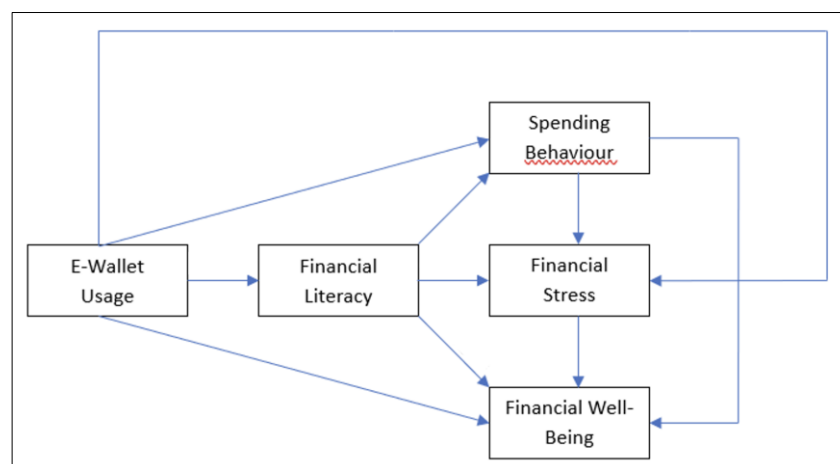 Spending
Behaviour
E-Wallet
Usage
Financial
Literacy
Financial
Stress
Financial Well-
Being